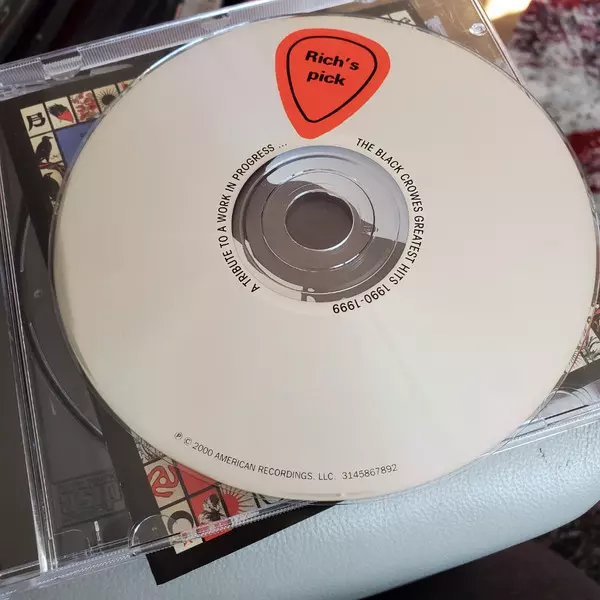 Rich's
pick
A TRIBUTE TO A WORK IN PROGRESS ...
THE BLACK CROWES GREATEST HITS 1990-1999
℗ © 2000 AMERICAN RECORDINGS, LLC. 3145867892